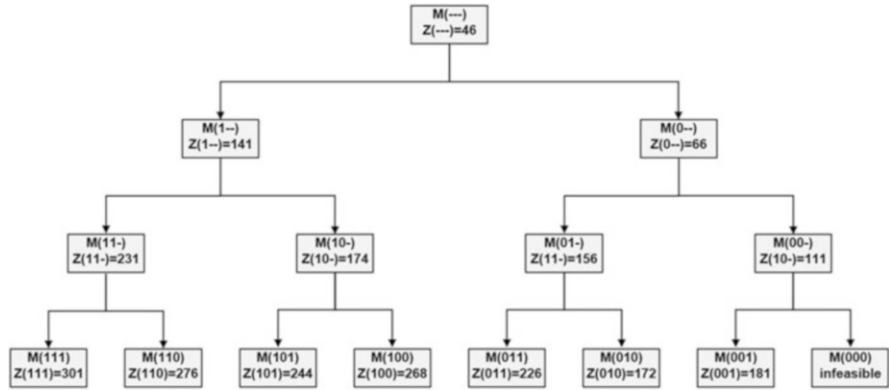 M(---)
Z(---)=46
M(1--)
Z(1--)=141
M(0--)
Z(0--)=66
M(11-)
Z(11-)=231
M(10-)
Z(10-)=174
M(01-)
Z(11-)=156
M(00-)
Z(10-)=111
M(111)
Z(111)=301
M(110)
Z(110)=276
M(101)
Z(101)=244
M(100)
Z(100)=268
M(011)
Z(011)=226
M(010)
Z(010)=172
M(001)
Z(001)=181
M(000)
infeasible